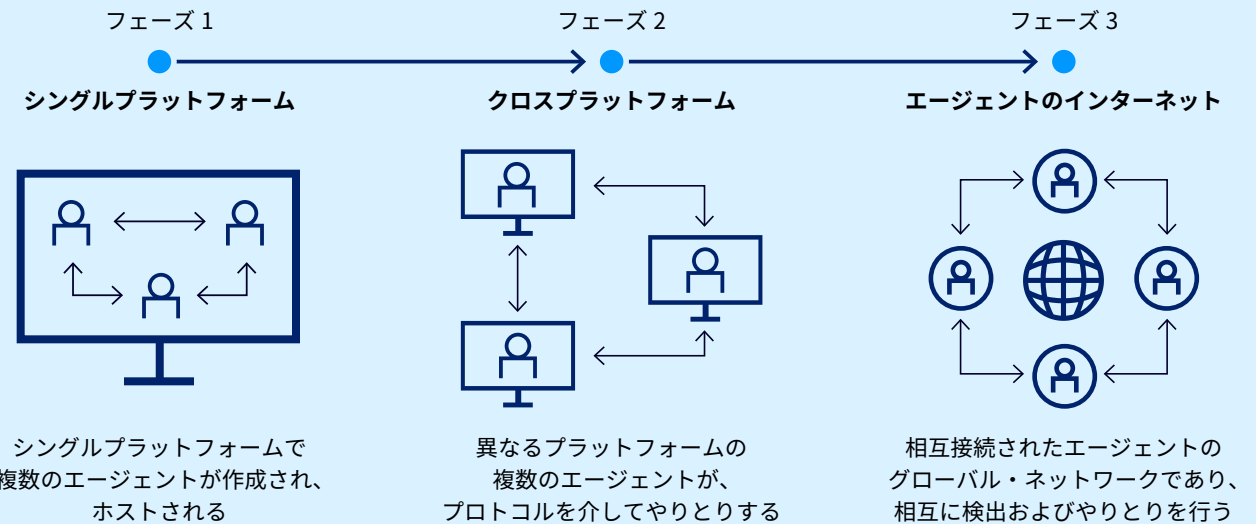 フェーズ 1
シングルプラットフォーム
シングルプラットフォームで
複数のエージェントが作成され、
ホストされる
フェーズ 2
クロスプラットフォーム
異なるプラットフォームの
複数のエージェントが、
プロトコルを介してやりとりする
フェーズ 3
エージェントのインターネット
相互接続されたエージェントの
グローバル・ネットワークであり、
相互に検出およびやりとりを行う